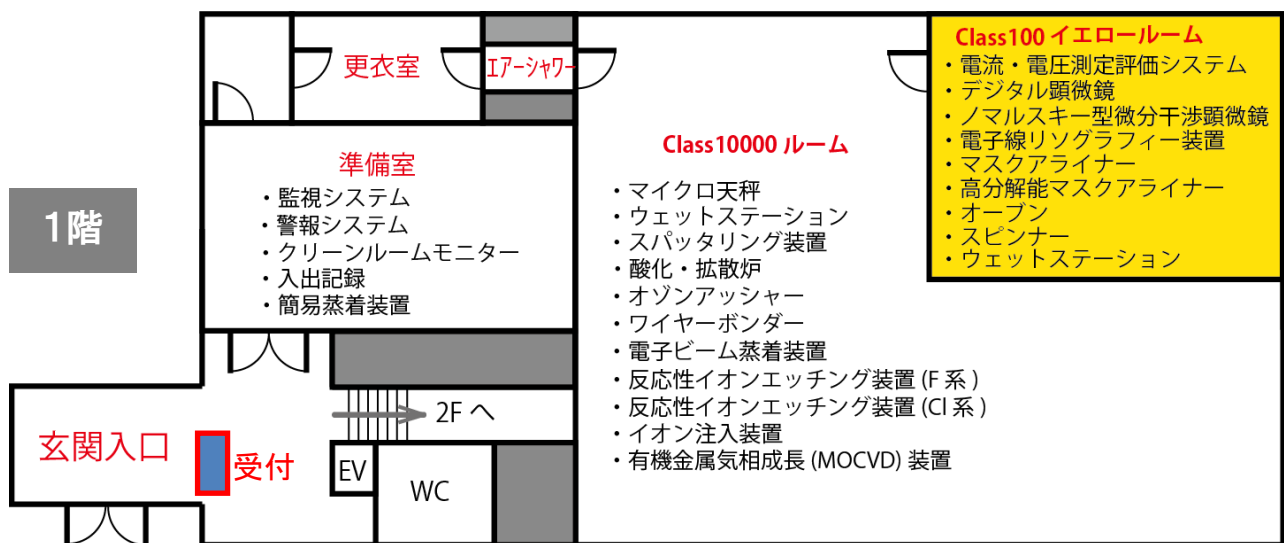 1階
更衣室
エアーシャワー
準備室
・監視システム
・警報システム
・クリーンルームモニター
・入出記録
・簡易蒸着装置
Class10000 ルーム
・マイクロ天秤
・ウェットステーション
・スパッタリング装置
・酸化・拡散炉
・オゾンアッシャー
・ワイヤーボンダー
・電子ビーム蒸着装置
・反応性イオンエッチング装置 (F 系 )
・反応性イオンエッチング装置 (Cl 系 )
・イオン注入装置
・有機金属気相成長 (MOCVD) 装置
Class100 イエロールーム
・電流・電圧測定評価システム
・デジタル顕微鏡
・ノマルスキー型微分干渉顕微鏡
・電子線リソグラフィー装置
・マスクアライナー
・高分解能マスクアライナー
・オーブン
・スピンナー
・ウェットステーション
玄関入口
受付
2F へ
EV
WC